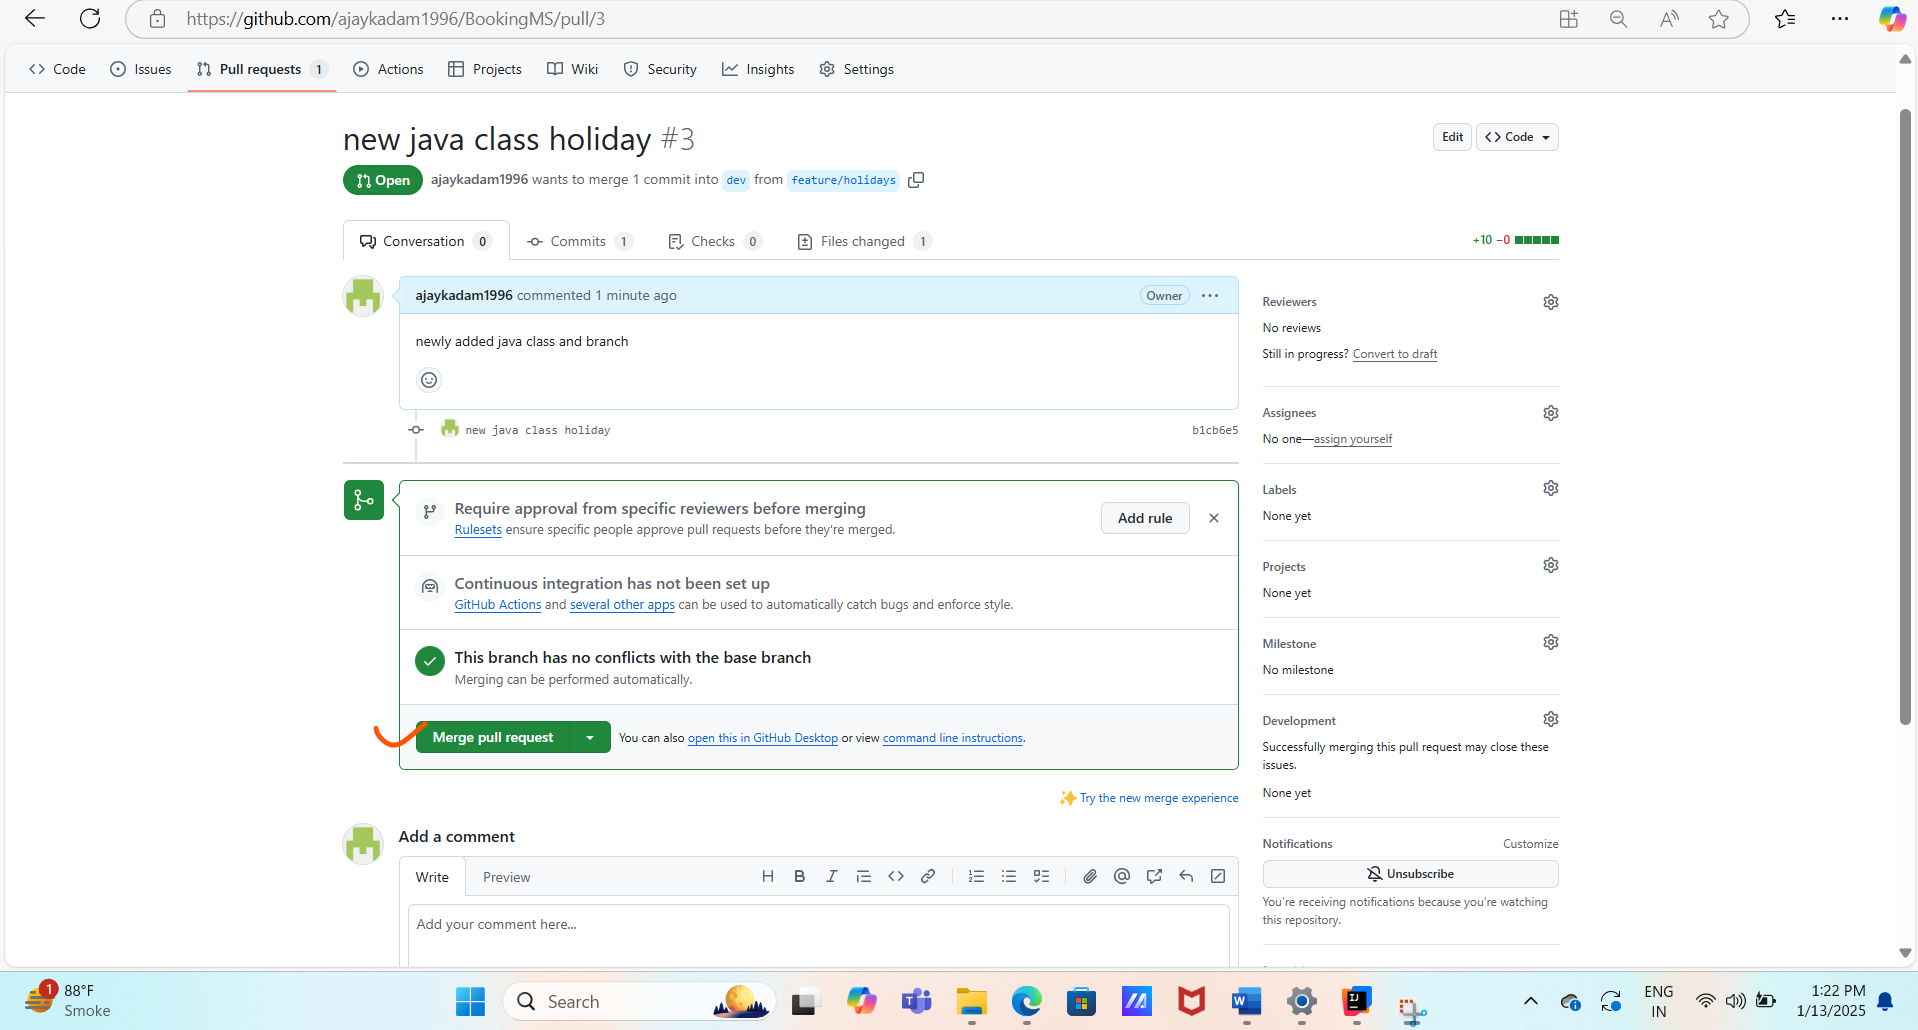 https://github.com/ajaykadam1996/BookingMS/pull/3
Code Issues Pull requests 1 Actions Projects Wiki Security Insights Settings
new java class holiday #3
Edit Code
Open ajaykadam1996 wants to merge 1 commit into dev from feature/holidays
Conversation 0 Commits 1 Checks 0 Files changed 1
+10 −0
ajaykadam1996 commented 1 minute ago
Owner
newly added java class and branch
new java class holiday b1cb6e5
Require approval from specific reviewers before merging
Rulesets ensure specific people approve pull requests before they're merged.
Add rule
Continuous integration has not been set up
GitHub Actions and several other apps can be used to automatically catch bugs and enforce style.
This branch has no conflicts with the base branch
Merging can be performed automatically.
Merge pull request You can also open this in GitHub Desktop or view command line instructions.
Try the new merge experience
Add a comment
Write Preview
Add your comment here...
Reviewers
No reviews
Still in progress? Convert to draft
Assignees
No one—assign yourself
Labels
None yet
Projects
None yet
Milestone
No milestone
Development
Successfully merging this pull request may close these
issues.
None yet
Notifications Customize
Unsubscribe
You're receiving notifications because you're watching
this repository.
1
88°F
Smoke
Search
ENG
IN
1:22 PM
1/13/2025